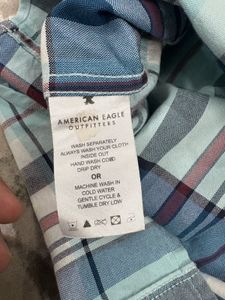 AMERICAN EAGLE
OUTFITTERS
WASH SEPARATELY
ALWAYS WASH YOUR CLOTH
INSIDE OUT
HAND WASH COLD
DRIP DRY
OR
MACHINE WASH IN
COLD WATER
GENTLE CYCLE &
TUMBLE DRY LOW